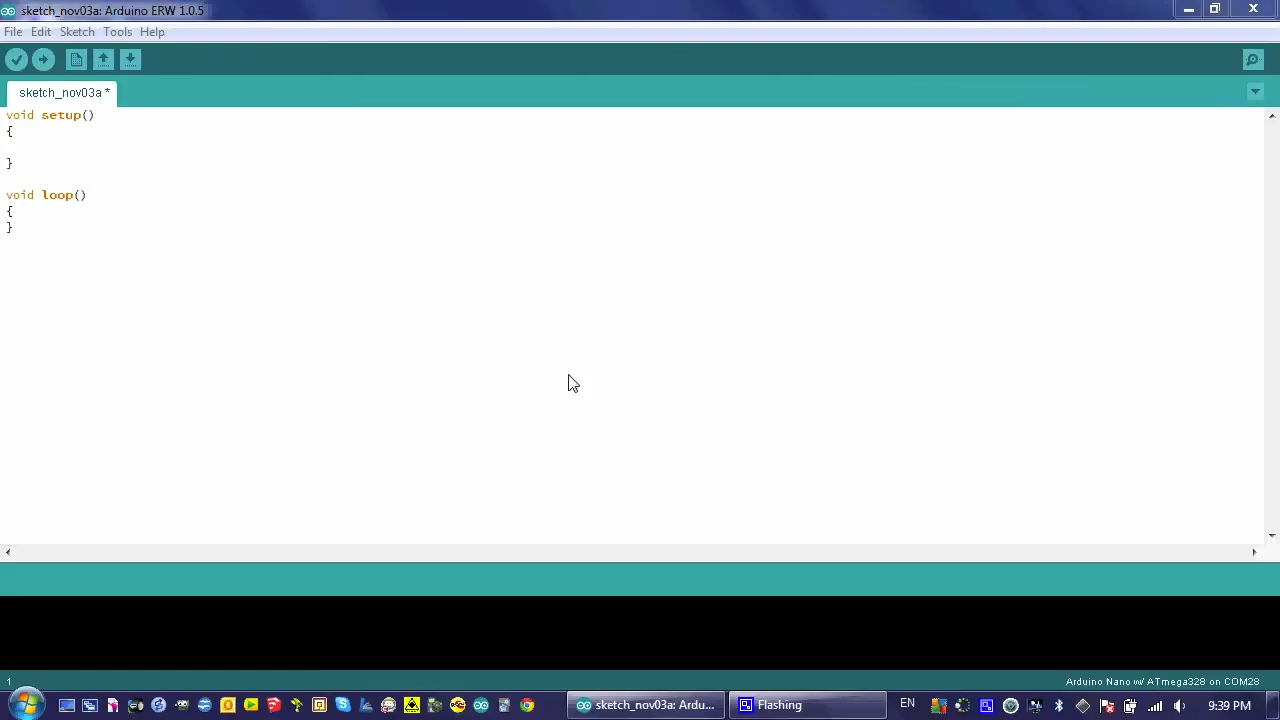 sketch_nov03a: Arduino ERW 1.0.5
File Edit Sketch Tools Help
sketch_nov03a *
void setup()
{
}
void loop()
{
}
1
Arduino Nano w/ ATmega328 on COM28
sketch_nov03a: Ardu...
Flashing
EN
9:39 PM